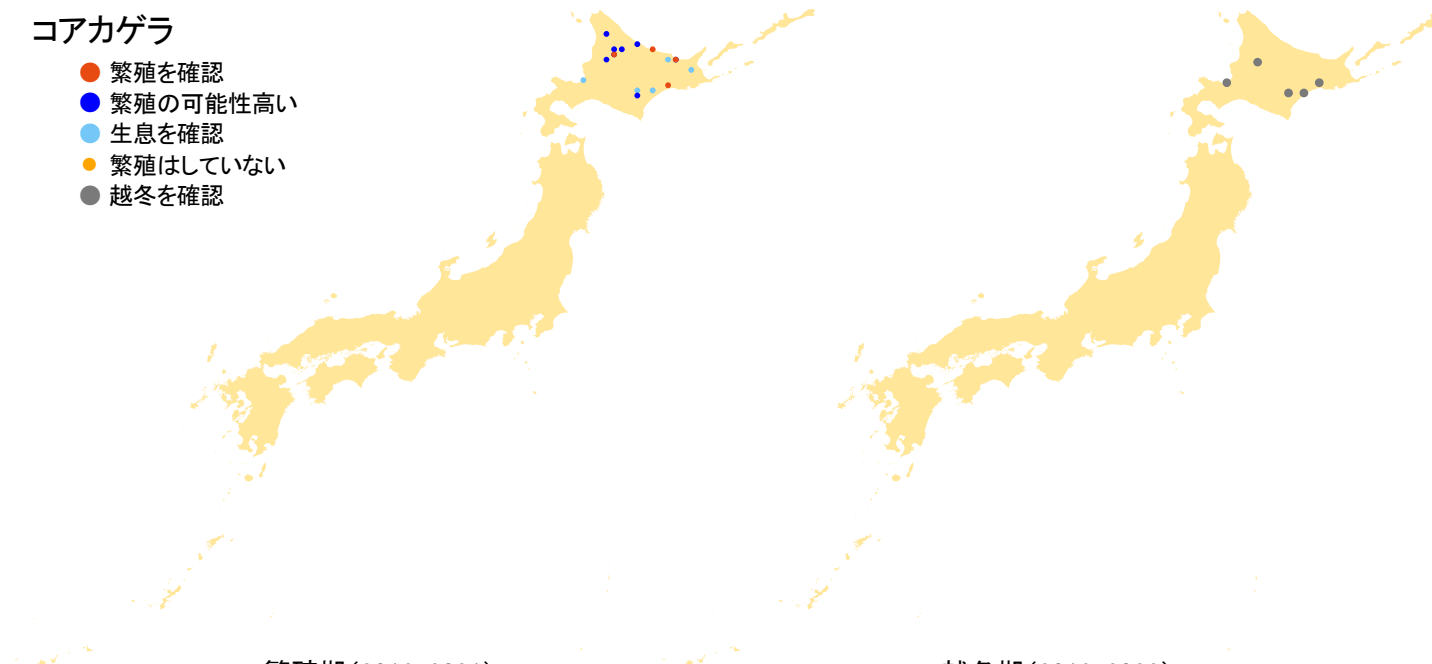 コアカゲラ
繁殖を確認
繁殖の可能性高い
生息を確認
繁殖はしていない
越冬を確認